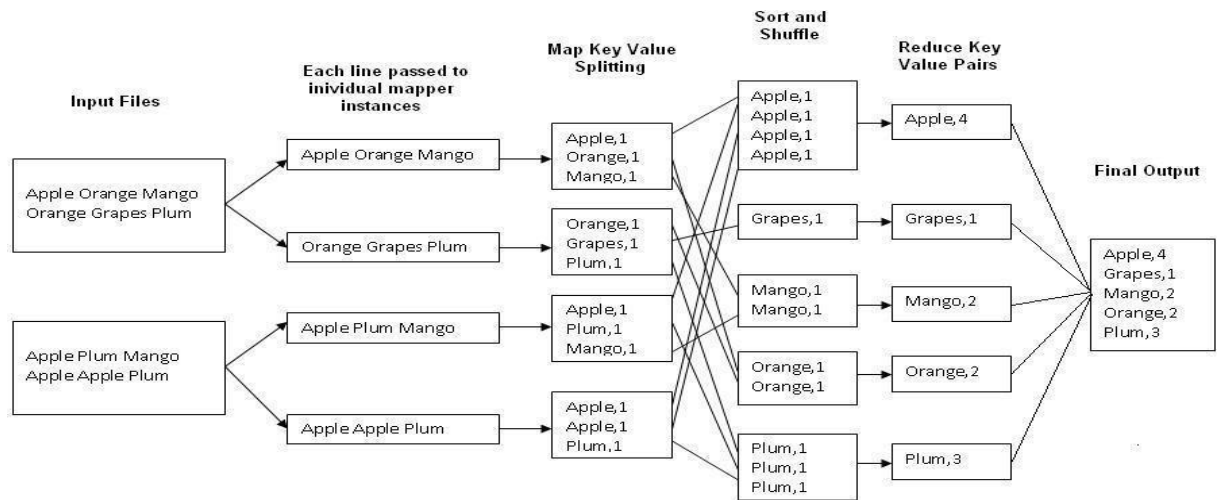 Input Files
Each line passed to
inividual mapper
instances
Map Key Value
Splitting
Sort and
Shuffle
Reduce Key
Value Pairs
Final Output
Apple Orange Mango
Orange Grapes Plum
Apple Plum Mango
Apple Apple Plum
Apple Orange Mango
Orange Grapes Plum
Apple Plum Mango
Apple Apple Plum
Apple,1
Orange,1
Mango,1
Orange,1
Grapes,1
Plum,1
Apple,1
Plum,1
Mango,1
Apple,1
Apple,1
Plum,1
Apple,1
Apple,1
Apple,1
Apple,1
Grapes,1
Mango,1
Mango,1
Orange,1
Orange,1
Plum,1
Plum,1
Plum,1
Apple,4
Grapes,1
Mango,2
Orange,2
Plum,3
Apple,4
Grapes,1
Mango,2
Orange,2
Plum,3